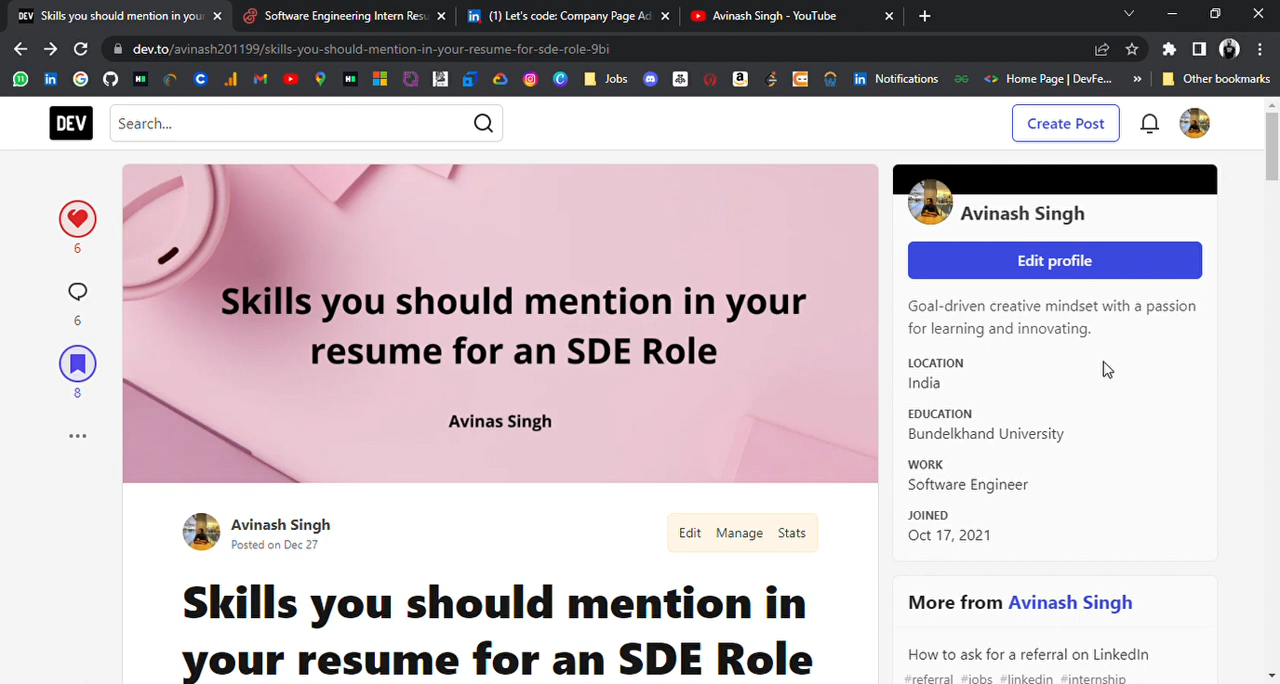 Skills you should mention in your
Software Engineering Intern Resu
(1) Let's code: Company Page Ad
Avinash Singh - YouTube
dev.to/avinash201199/skills-you-should-mention-in-your-resume-for-sde-role-9bi
Jobs
Notifications
Home Page | DevFe...
»
Other bookmarks
DEV
Search...
Create Post
Skills you should mention in your
resume for an SDE Role
Avinas Singh
6
6
8
Avinash Singh
Posted on Dec 27
Edit Manage Stats
Skills you should mention in
your resume for an SDE Role
Avinash Singh
Edit profile
Goal-driven creative mindset with a passion
for learning and innovating.
LOCATION
India
EDUCATION
Bundelkhand University
WORK
Software Engineer
JOINED
Oct 17, 2021
More from Avinash Singh
How to ask for a referral on LinkedIn
#referral #jobs #linkedin #internship